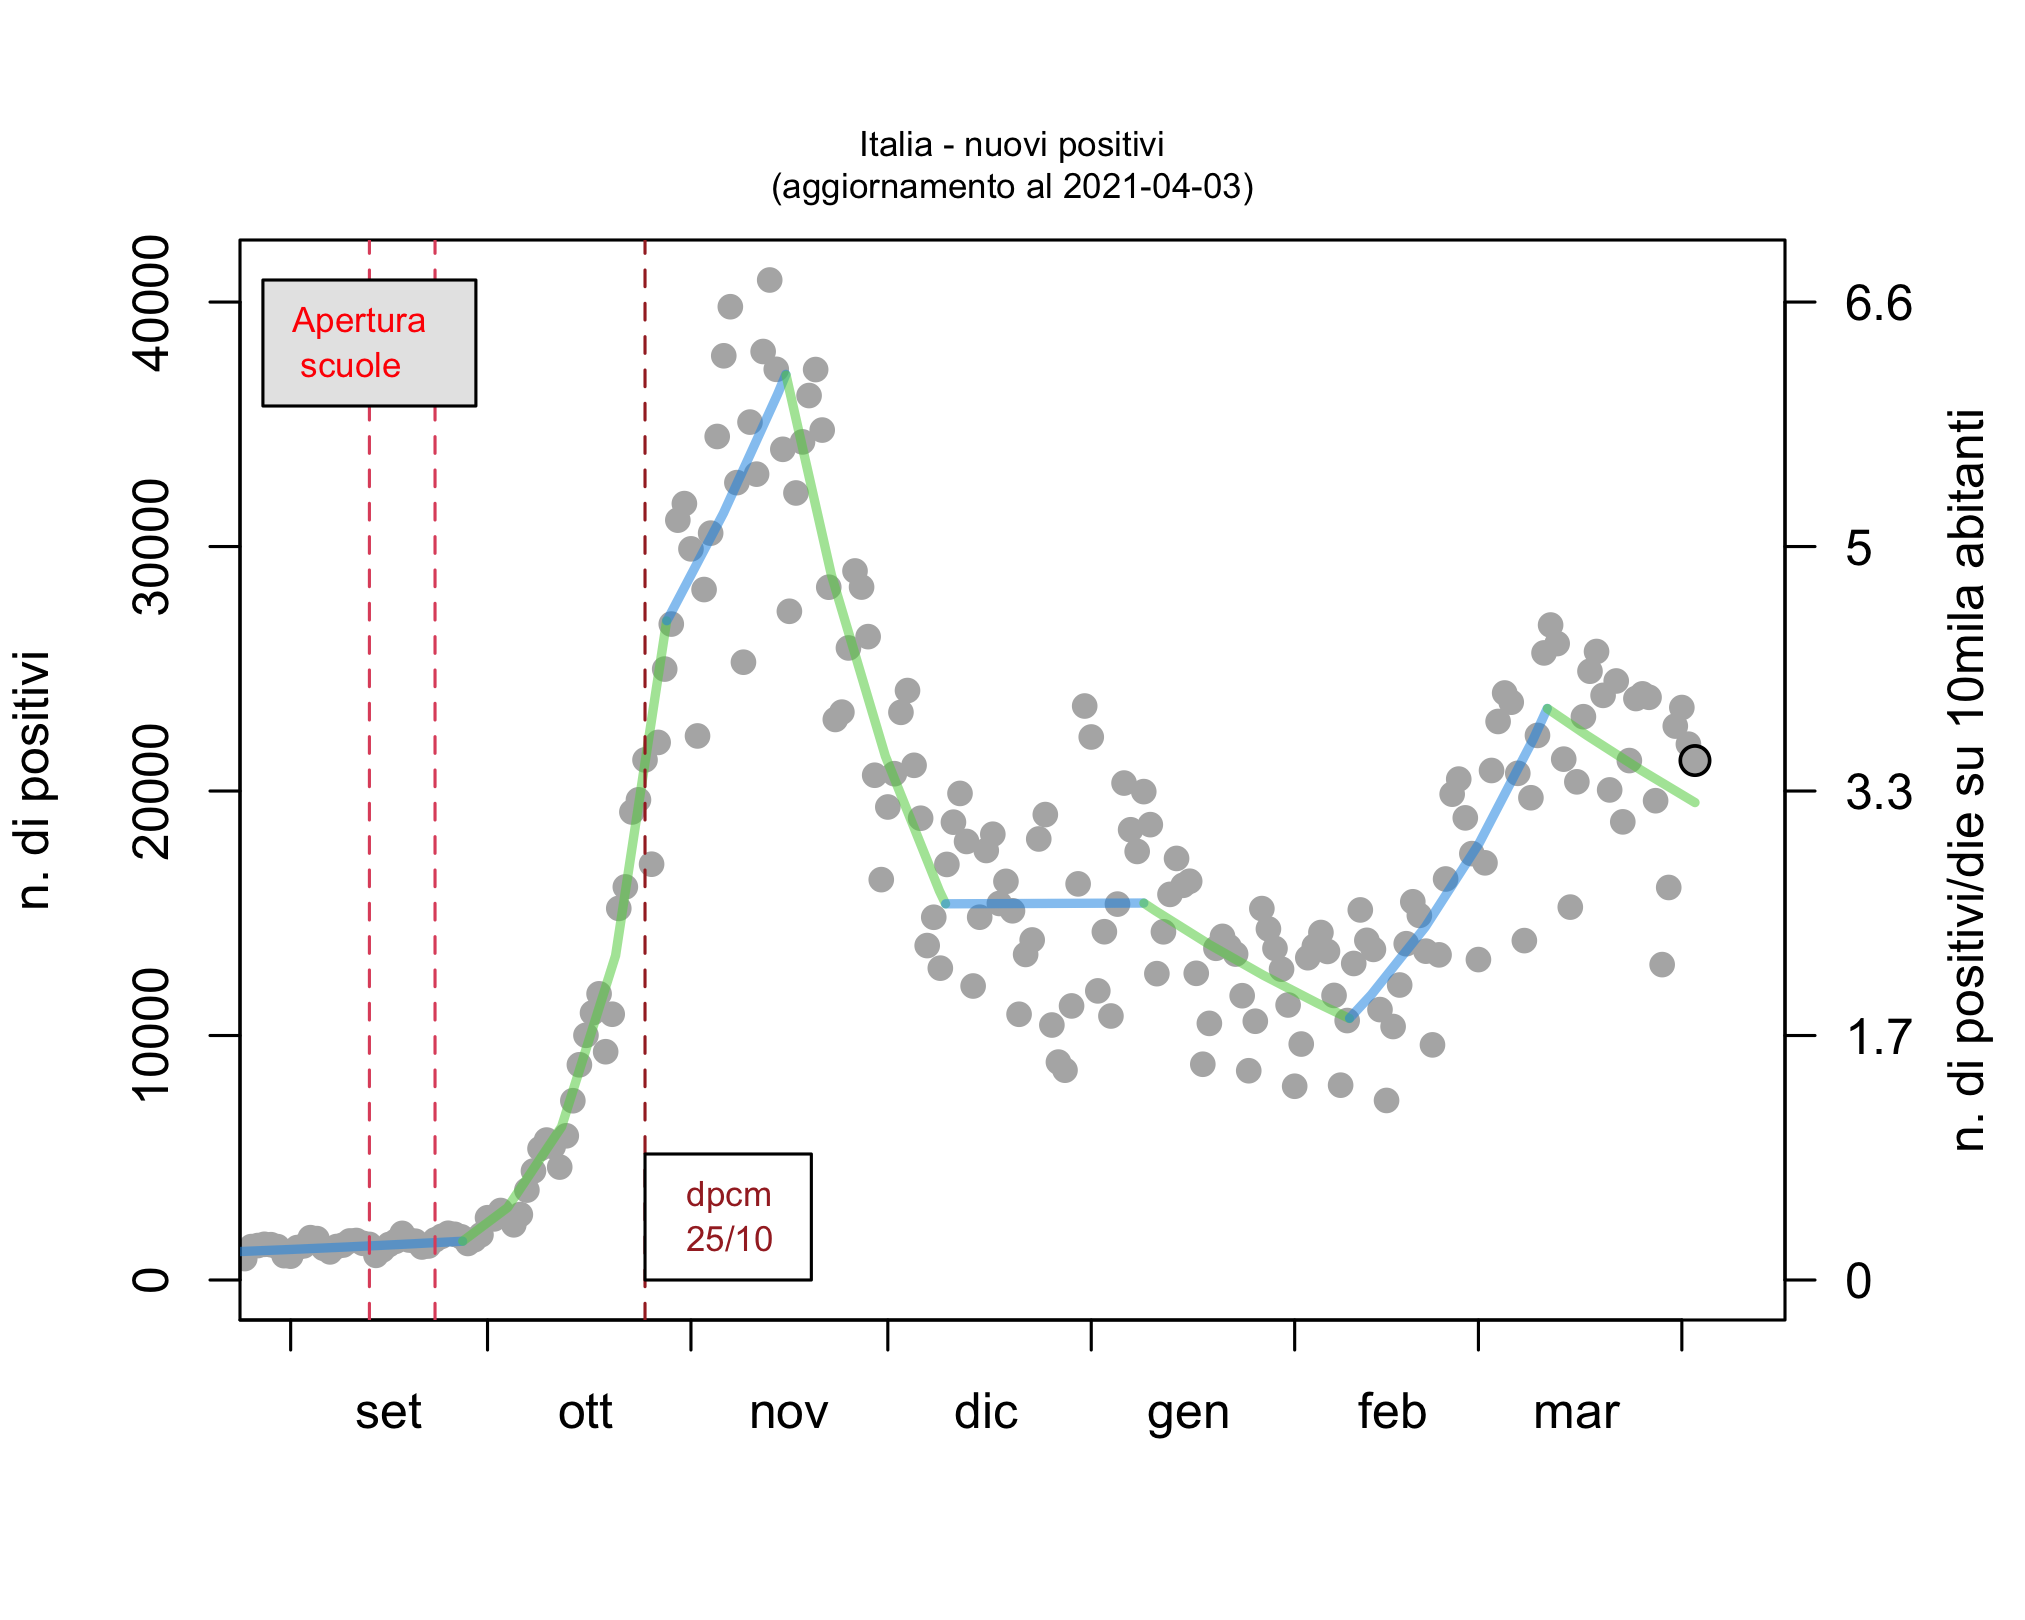 Italia - nuovi positivi
(aggiornamento al 2021-04-03)
n. di positivi
40000
30000
20000
10000
0
Apertura
scuole
dpcm
25/10
6.6
5
3.3
1.7
0
n. di positivi/die su 10mila abitanti
set ott nov dic gen feb mar